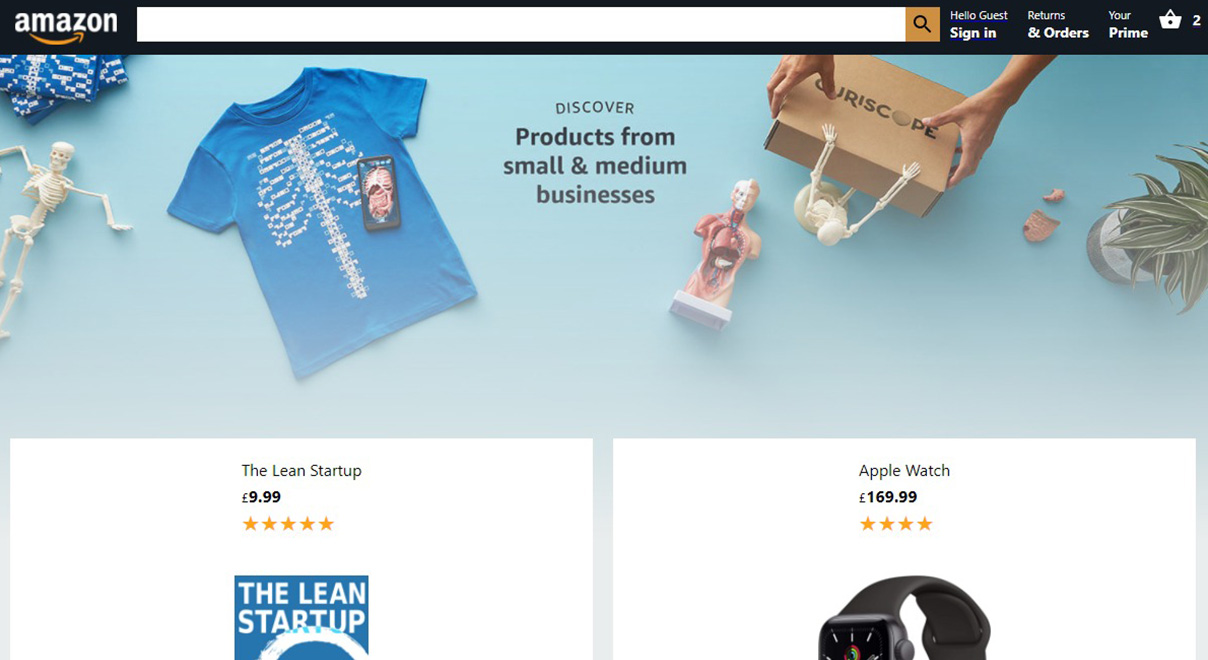 amazon
Hello Guest
Sign in
Returns
& Orders
Your
Prime
2
DISCOVER
Products from
small & medium
businesses
CURISCOPE
The Lean Startup
£9.99
Apple Watch
£169.99
THE LEAN
STARTUP